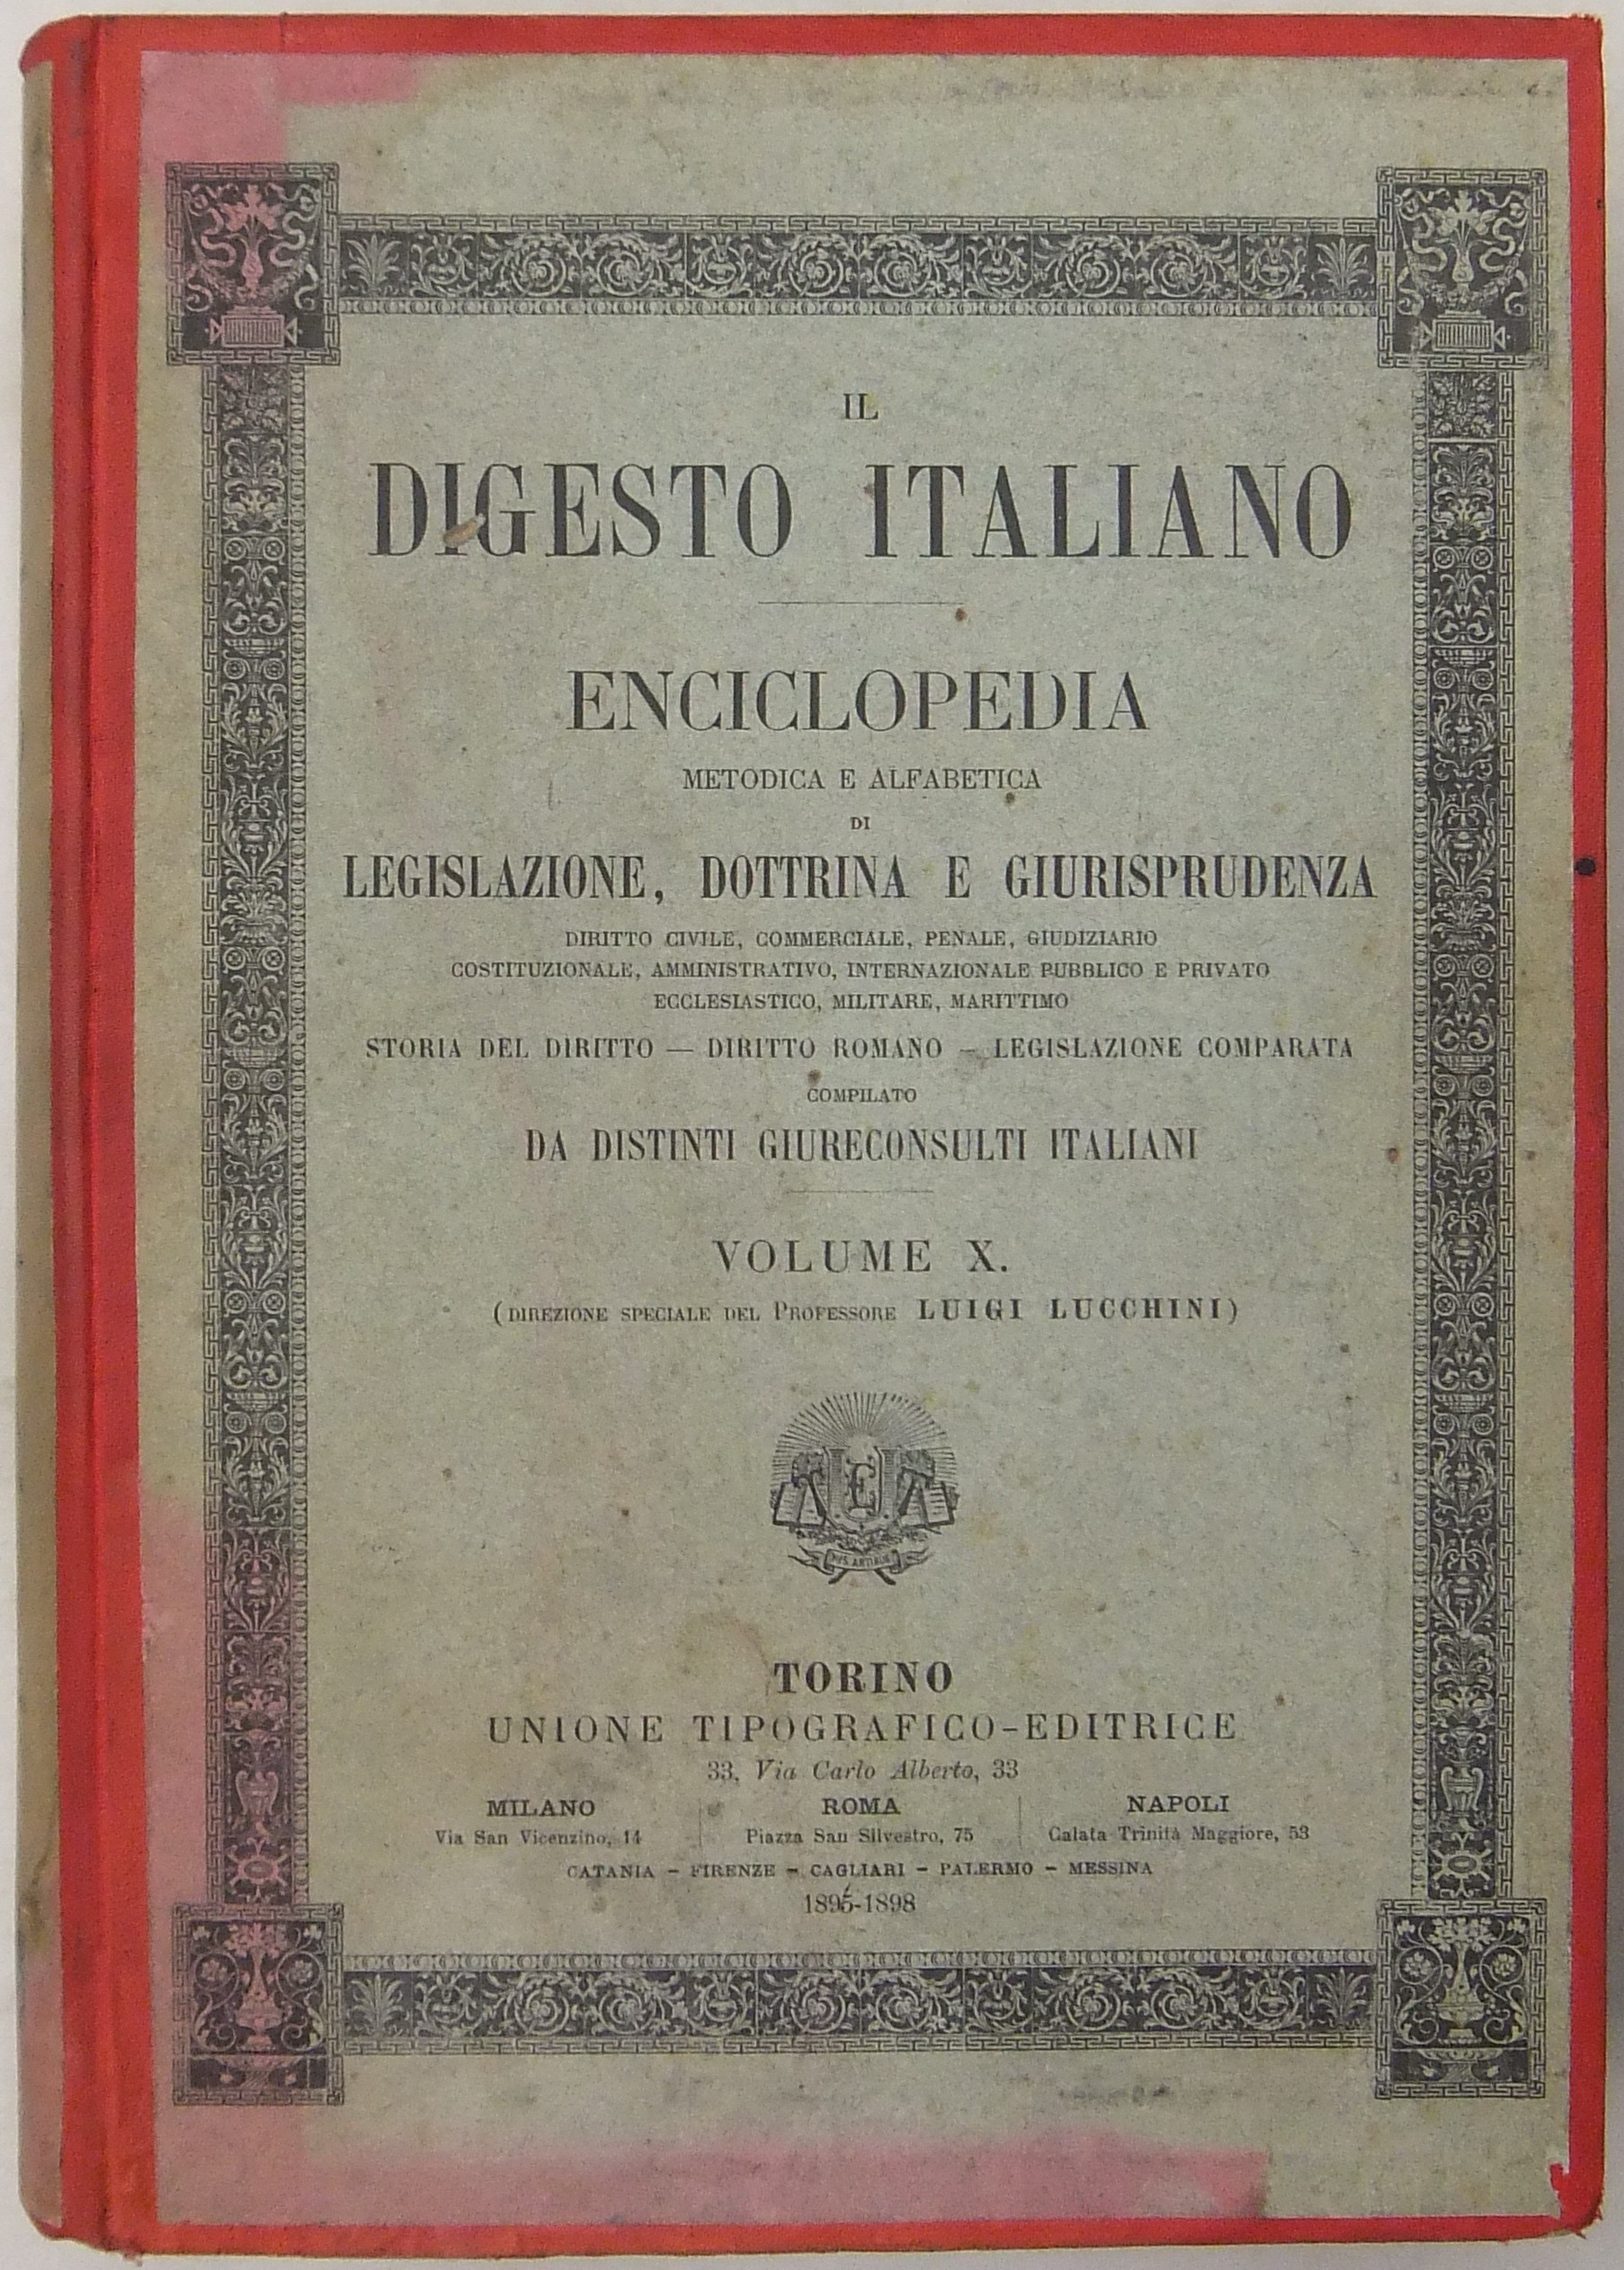 IL
DIGESTO ITALIANO
ENCICLOPEDIA
METODICA E ALFABETICA
DI
LEGISLAZIONE, DOTTRINA E GIURISPRUDENZA
DIRITTO CIVILE, COMMERCIALE, PENALE, GIUDIZIARIO
COSTITUZIONALE, AMMINISTRATIVO, INTERNAZIONALE PUBBLICO E PRIVATO
ECCLESIASTICO, MILITARE, MARITTIMO
STORIA DEL DIRITTO — DIRITTO ROMANO — LEGISLAZIONE COMPARATA
COMPILATO
DA DISTINTI GIURECONSULTI ITALIANI
VOLUME X.
(DIREZIONE SPECIALE DEL PROFESSORE LUIGI LUCCHINI)
TORINO
UNIONE TIPOGRAFICO-EDITRICE
33, Via Carlo Alberto, 33
MILANO ROMA NAPOLI
Via San Vicenzino, 14 Piazza San Silvestro, 75 Calata Trinità Maggiore, 53
CATANIA - FIRENZE - CAGLIARI - PALERMO - MESSINA
1895-1898